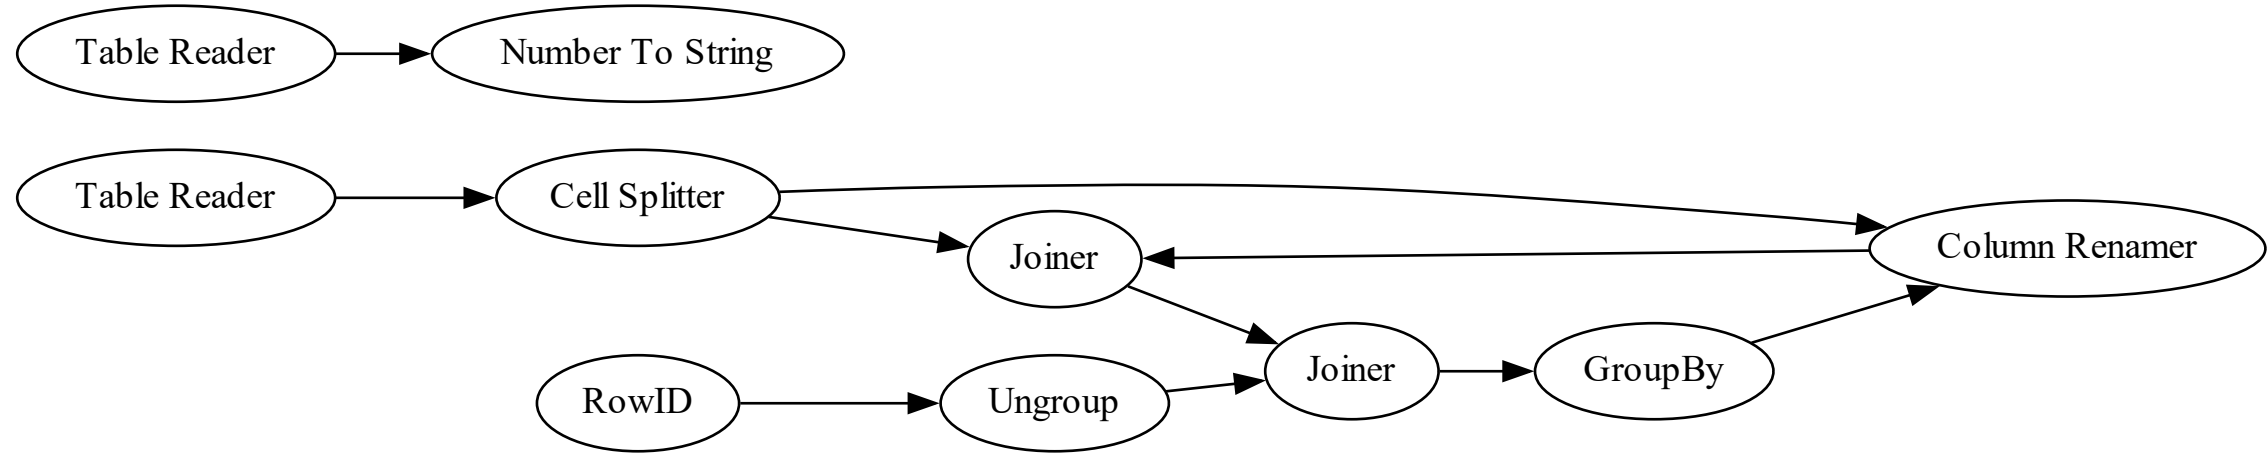 Table Reader
Number To String
Table Reader
Cell Splitter
Joiner
Column Renamer
RowID
Ungroup
Joiner
GroupBy